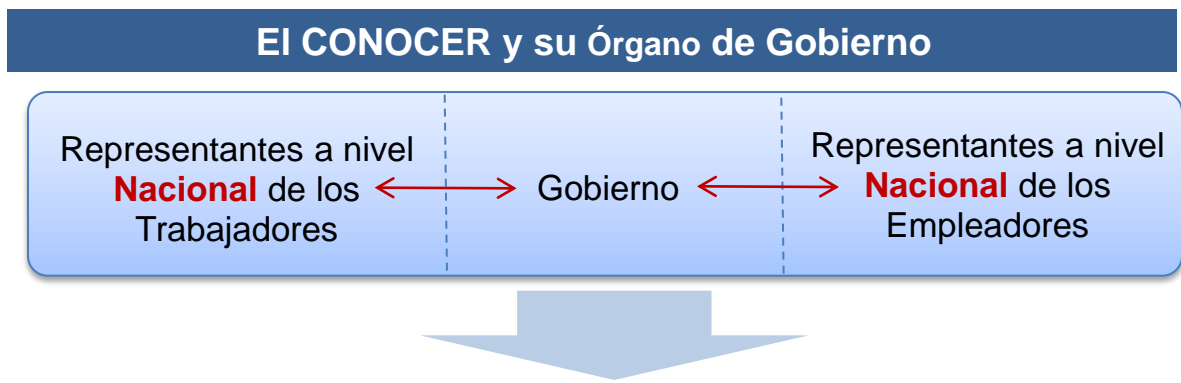 El CONOCER y su Órgano de Gobierno
Representantes a nivel
Nacional de los
Trabajadores
Gobierno
Representantes a nivel
Nacional de los
Empleadores